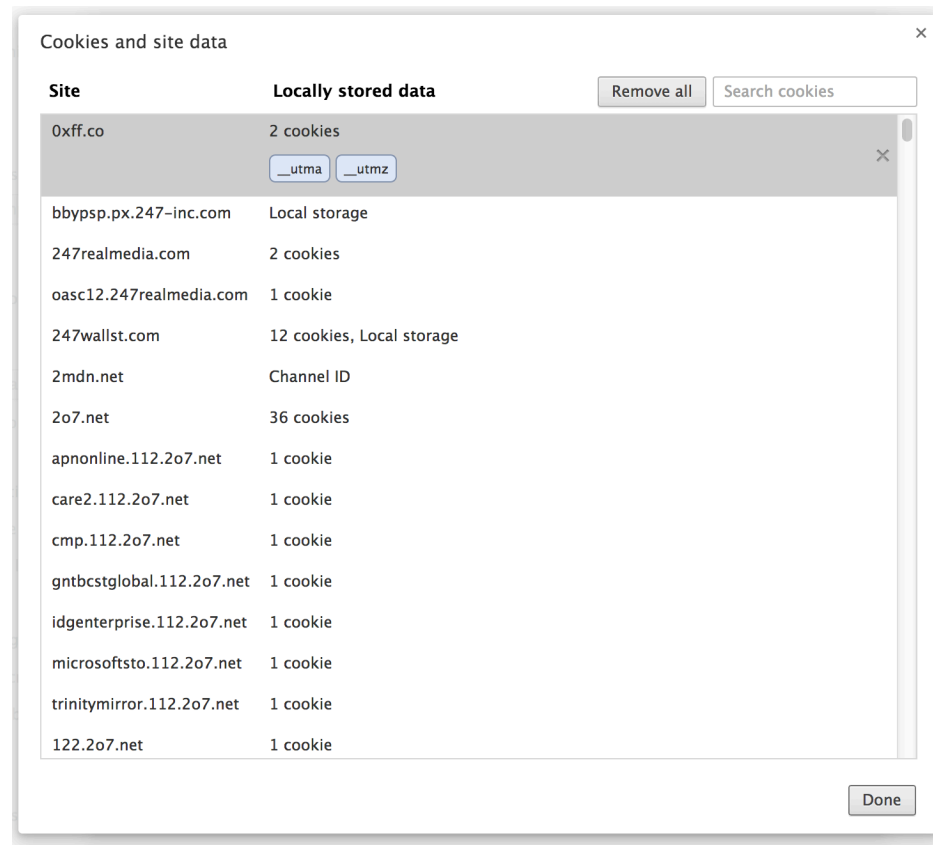 Cookies and site data
×
Site Locally stored data Remove all Search cookies
0xff.co 2 cookies
__utma __utmz ×
bbypsp.px.247-inc.com Local storage
247realmedia.com 2 cookies
oasc12.247realmedia.com 1 cookie
247wallst.com 12 cookies, Local storage
2mdn.net Channel ID
2o7.net 36 cookies
apnonline.112.2o7.net 1 cookie
care2.112.2o7.net 1 cookie
cmp.112.2o7.net 1 cookie
gntbcstglobal.112.2o7.net 1 cookie
idgenterprise.112.2o7.net 1 cookie
microsoftsto.112.2o7.net 1 cookie
trinitymirror.112.2o7.net 1 cookie
122.2o7.net 1 cookie
Done